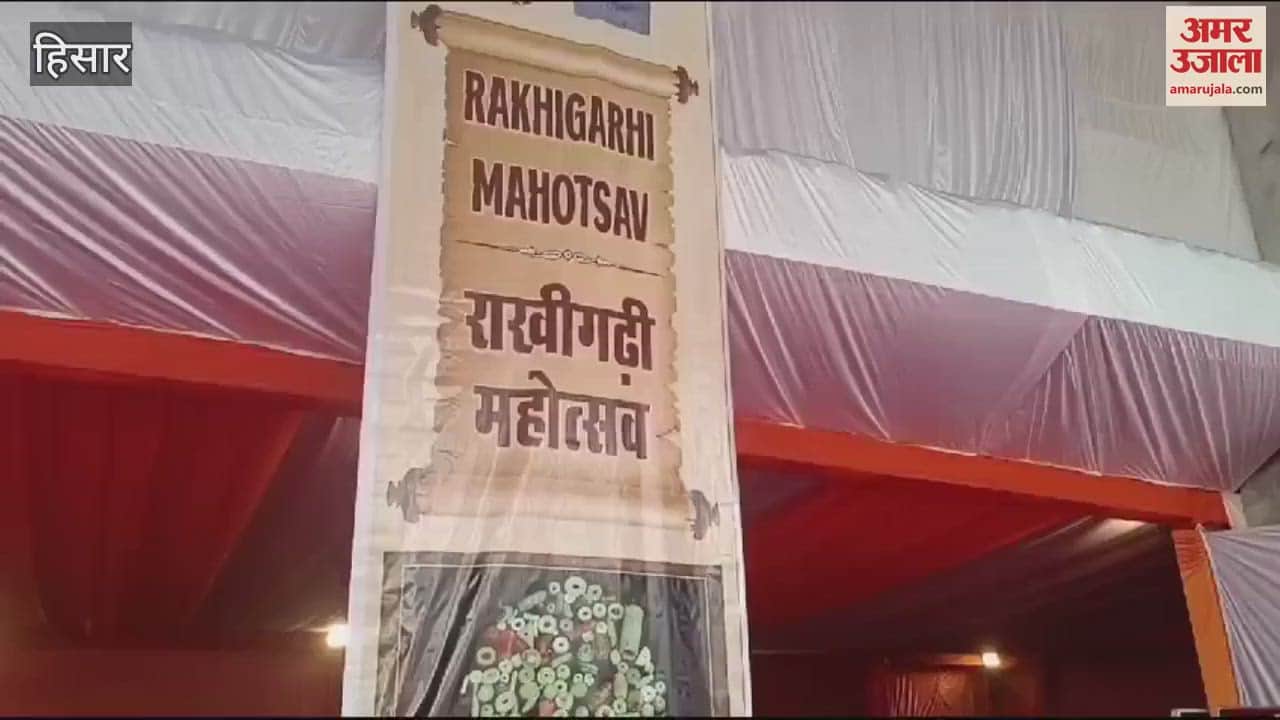 हिसार
अमर
उजाला
amarujala.com
RAKHIGARHI
MAHOTSAV
राखीगढ़ी
महोत्सव